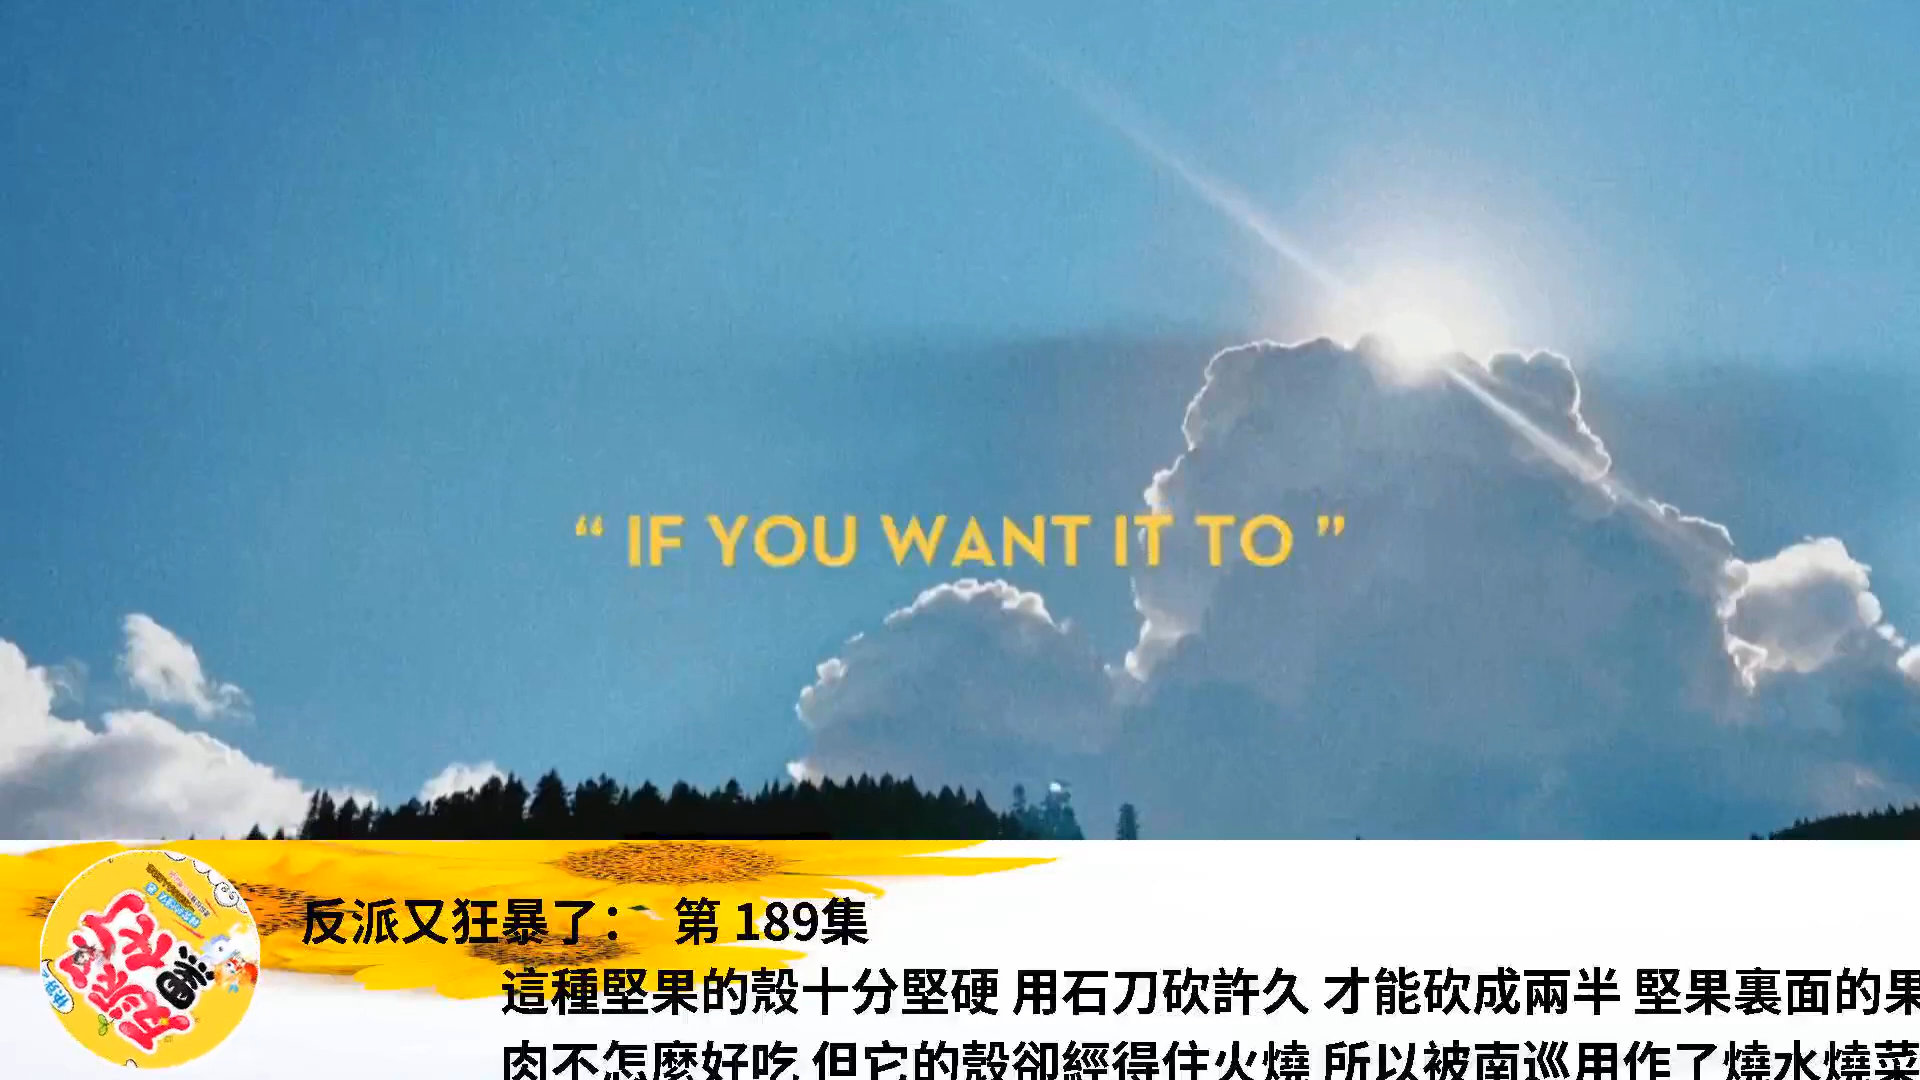 “ IF YOU WANT IT TO ”
反派又狂暴了： 第 189集
這種堅果的殼十分堅硬 用石刀砍許久 才能砍成兩半 堅果裏面的果
肉不怎麼好吃 但它的殼卻經得住火燒 所以被南巡用作了燒水燒菜